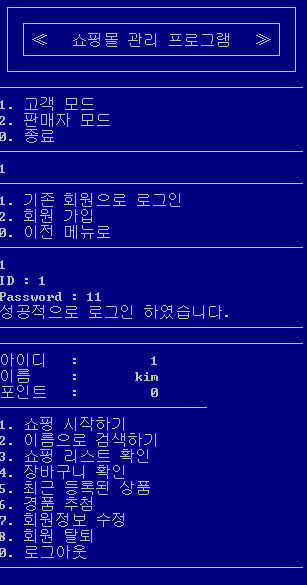 ≪ 쇼핑몰 관리 프로그램 ≫
1. 고객 모드
2. 판매자 모드
0. 종료
1
1. 기존 회원으로 로그인
2. 회원 가입
0. 이전 메뉴로
1
ID : 1
Password : 11
성공적으로 로그인 하였습니다.
아이디 : 1
이름 : kim
포인트 : 0
1. 쇼핑 시작하기
2. 이름으로 검색하기
3. 쇼핑 리스트 확인
4. 장바구니 확인
5. 최근 등록된 상품
6. 경품 추첨
7. 회원정보 수정
8. 회원 탈퇴
0. 로그아웃